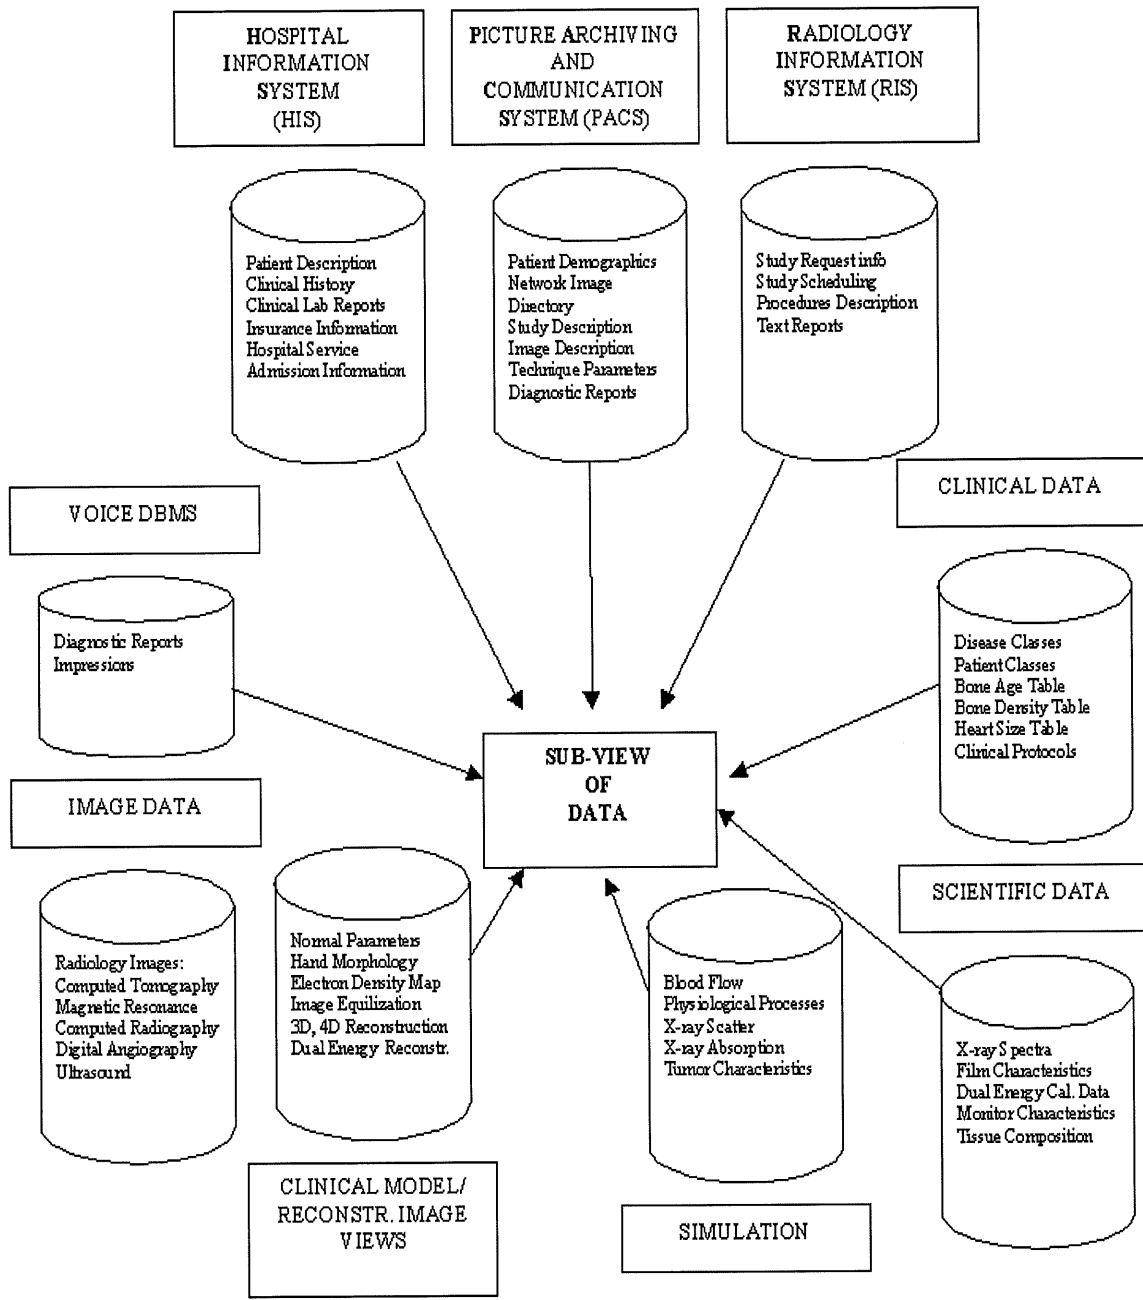 HOSPITAL
INFORMATION
SYSTEM
(HIS)
PICTURE ARCHIVING
AND
COMMUNICATION
SYSTEM (PACS)
RADIOLOGY
INFORMATION
SYSTEM (RIS)
Patient Description
Clinical History
Clinical Lab Reports
Insurance Information
Hospital Service
Admission Information
Patient Demographics
Network Image
Directory
Study Description
Image Description
Technique Parameters
Diagnostic Reports
Study Request info
Study Scheduling
Procedures Description
Text Reports
VOICE DBMS
Diagnostic Reports
Impressions
CLINICAL DATA
Disease Classes
Patient Classes
Bone Age Table
Bone Density Table
Heart Size Table
Clinical Protocols
SUB-VIEW
OF
DATA
IMAGE DATA
Radiology Images:
Computed Tomography
Magnetic Resonance
Computed Radiography
Digital Angiography
Ultrasound
Normal Parameters
Hand Morphology
Electron Density Map
Image Equilization
3D, 4D Reconstruction
Dual Energy Reconstr.
CLINICAL MODEL/
RECONSTR. IMAGE
VIEWS
Blood Flow
Physiological Processes
X-ray Scatter
X-ray Absorption
Tumor Characteristics
SIMULATION
SCIENTIFIC DATA
X-ray Spectra
Film Characteristics
Dual Energy Cal. Data
Monitor Characteristics
Tissue Composition